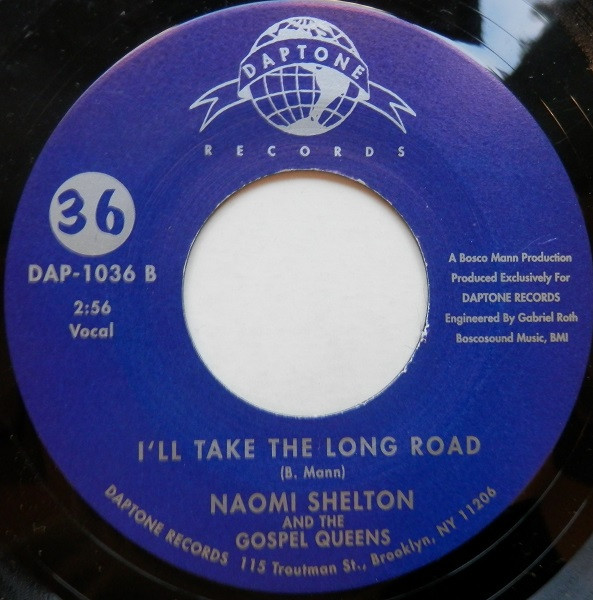 DAPTONE
RECORDS
36
DAP-1036 B
2:56
Vocal
A Bosco Mann Production
Produced Exclusively For
DAPTONE RECORDS
Engineered By Gabriel Roth
Boscosound Music, BMI
I'LL TAKE THE LONG ROAD
(B. Mann)
NAOMI SHELTON
AND THE
GOSPEL QUEENS
DAPTONE RECORDS 115 Troutman St., Brooklyn, NY 11206